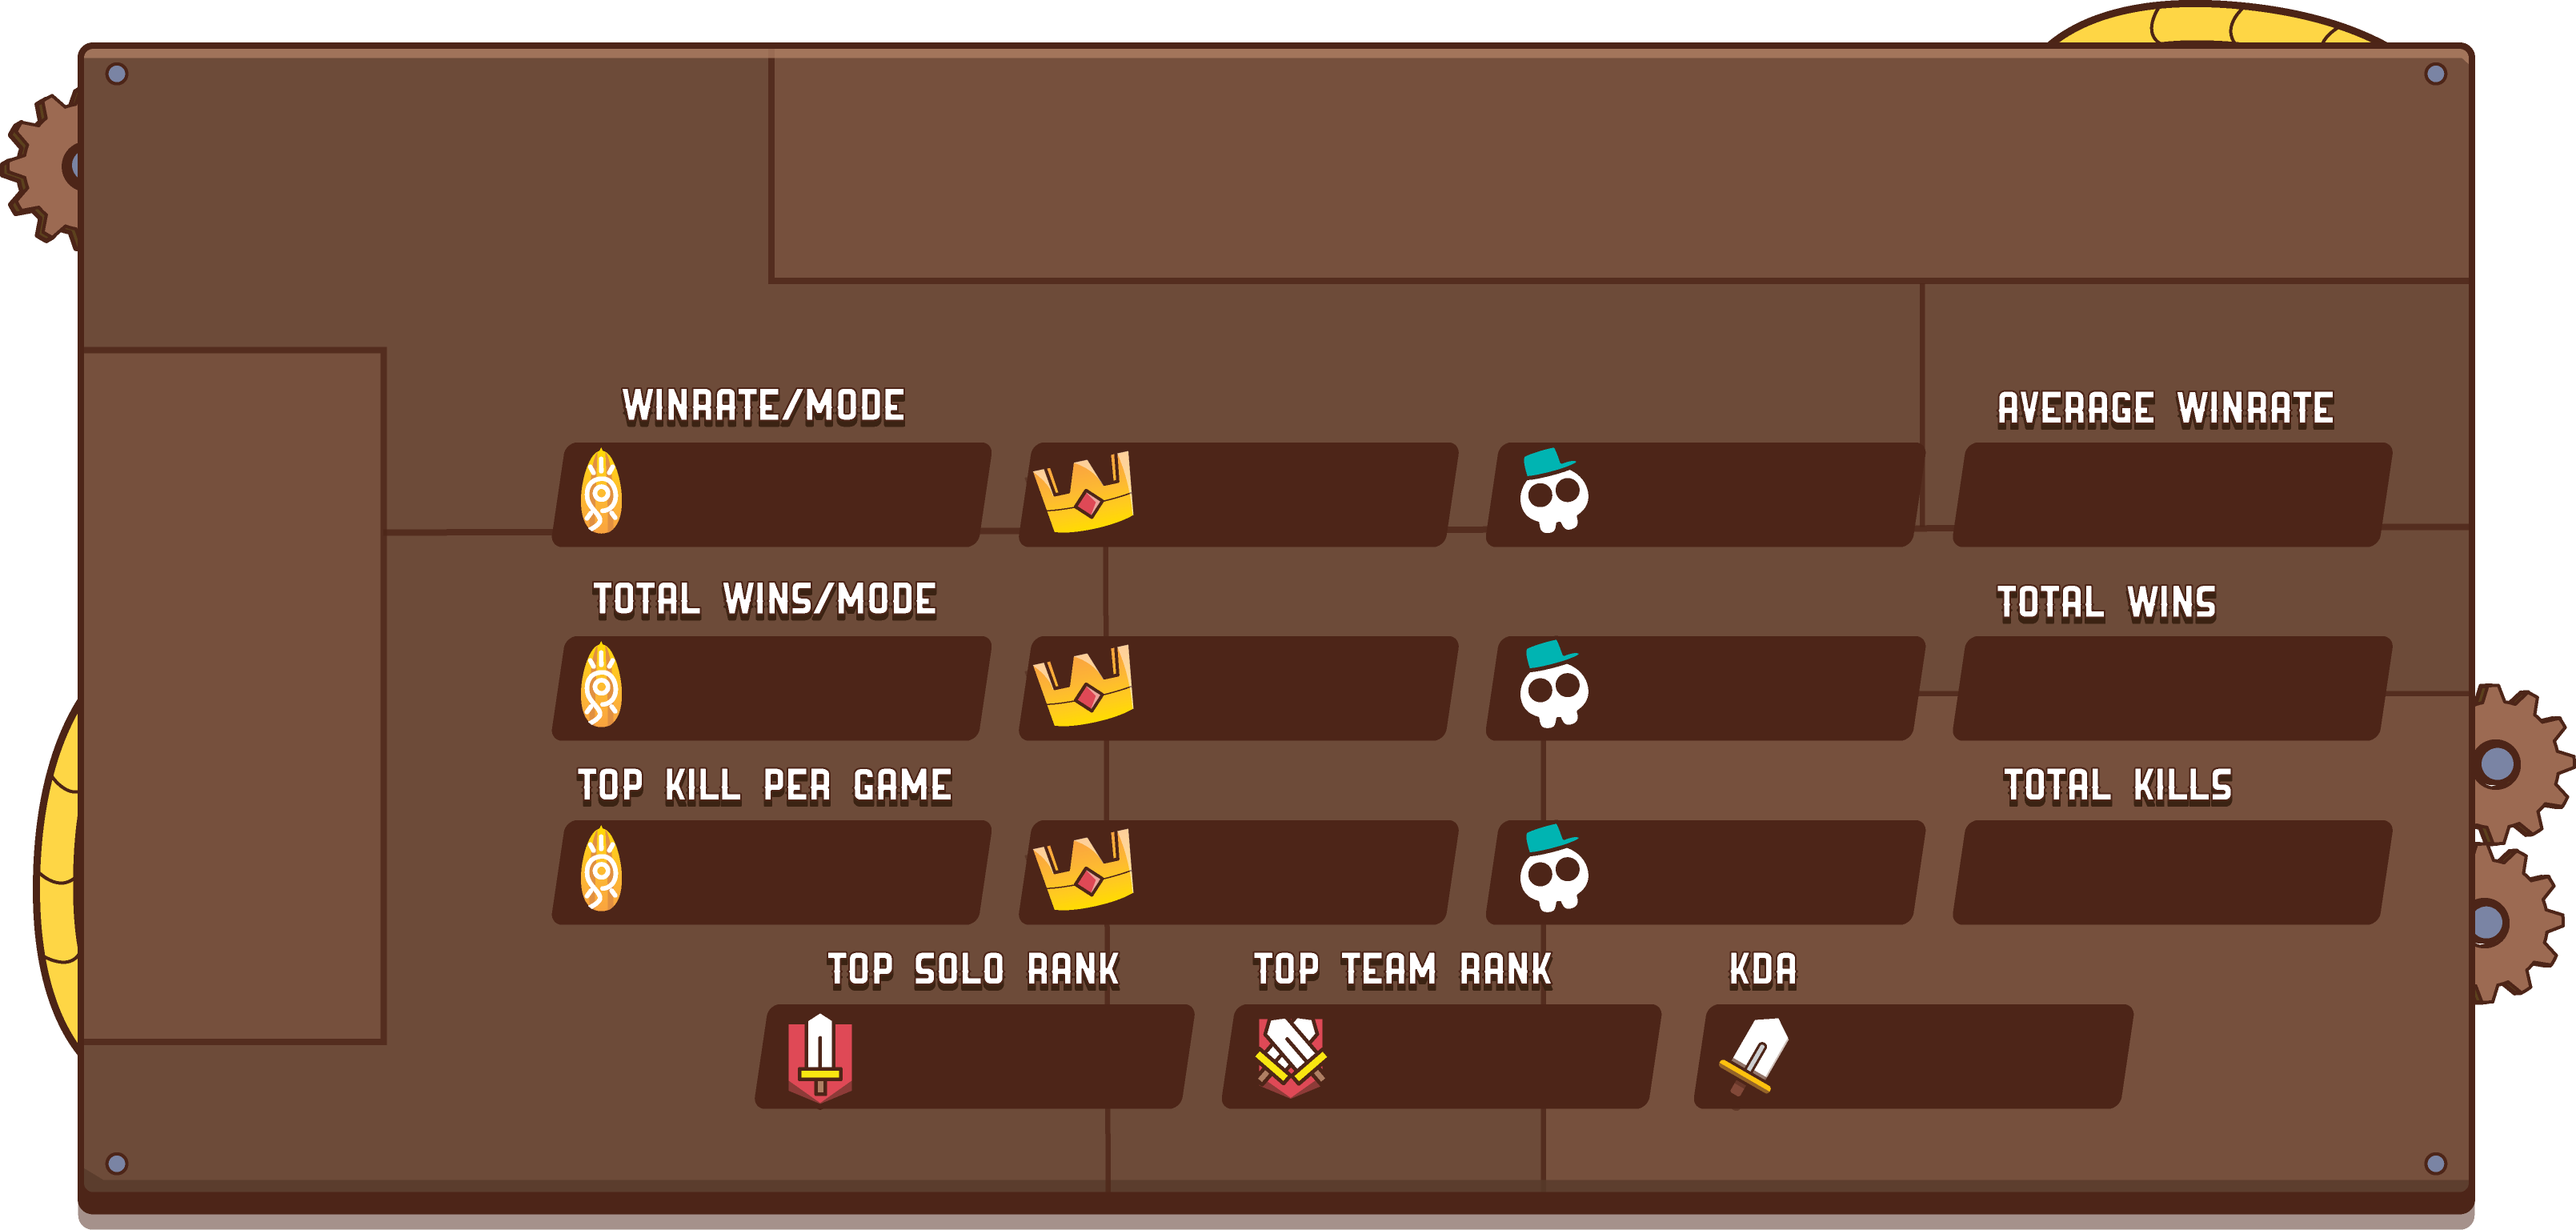 WINRATE/MODE
AVERAGE WINRATE
TOTAL WINS/MODE
TOTAL WINS
TOP KILL PER GAME
TOTAL KILLS
TOP SOLO RANK
TOP TEAM RANK
KDA